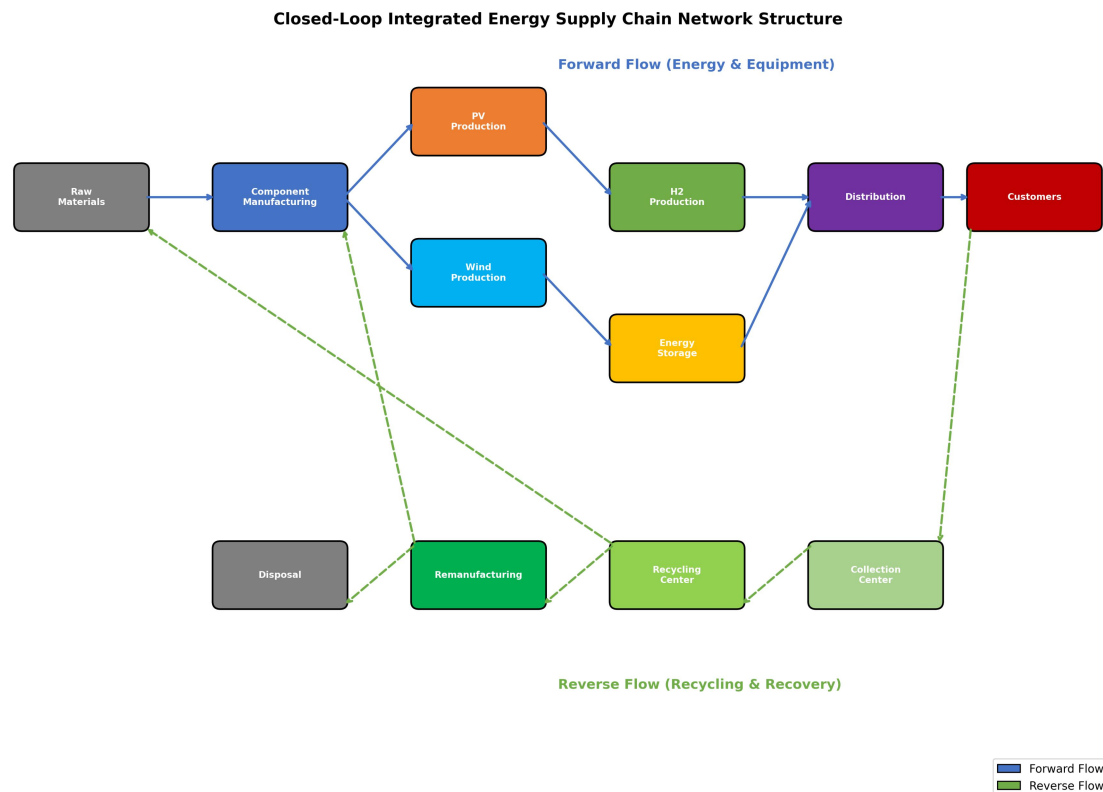 Closed-Loop Integrated Energy Supply Chain Network Structure
Forward Flow (Energy & Equipment)
PV
Production
Raw
Materials
Component
Manufacturing
H2
Production
Distribution
Customers
Wind
Production
Energy
Storage
Disposal
Remanufacturing
Recycling
Center
Collection
Center
Reverse Flow (Recycling & Recovery)
Forward Flow
Reverse Flow